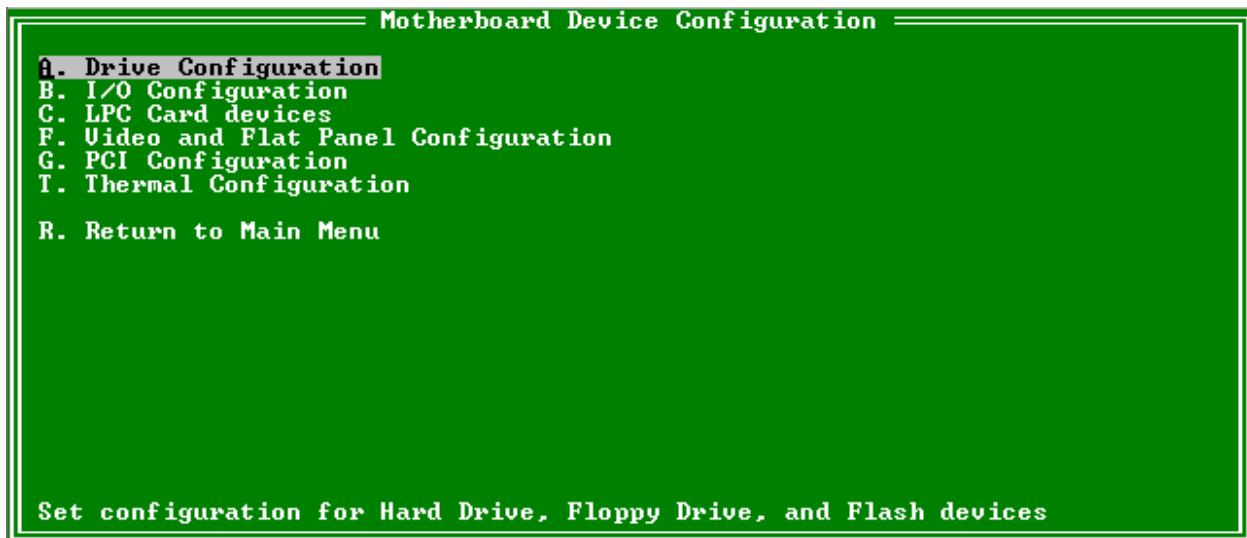 Motherboard Device Configuration
A. Drive Configuration
B. I/O Configuration
C. LPC Card devices
F. Video and Flat Panel Configuration
G. PCI Configuration
T. Thermal Configuration
R. Return to Main Menu
Set configuration for Hard Drive, Floppy Drive, and Flash devices